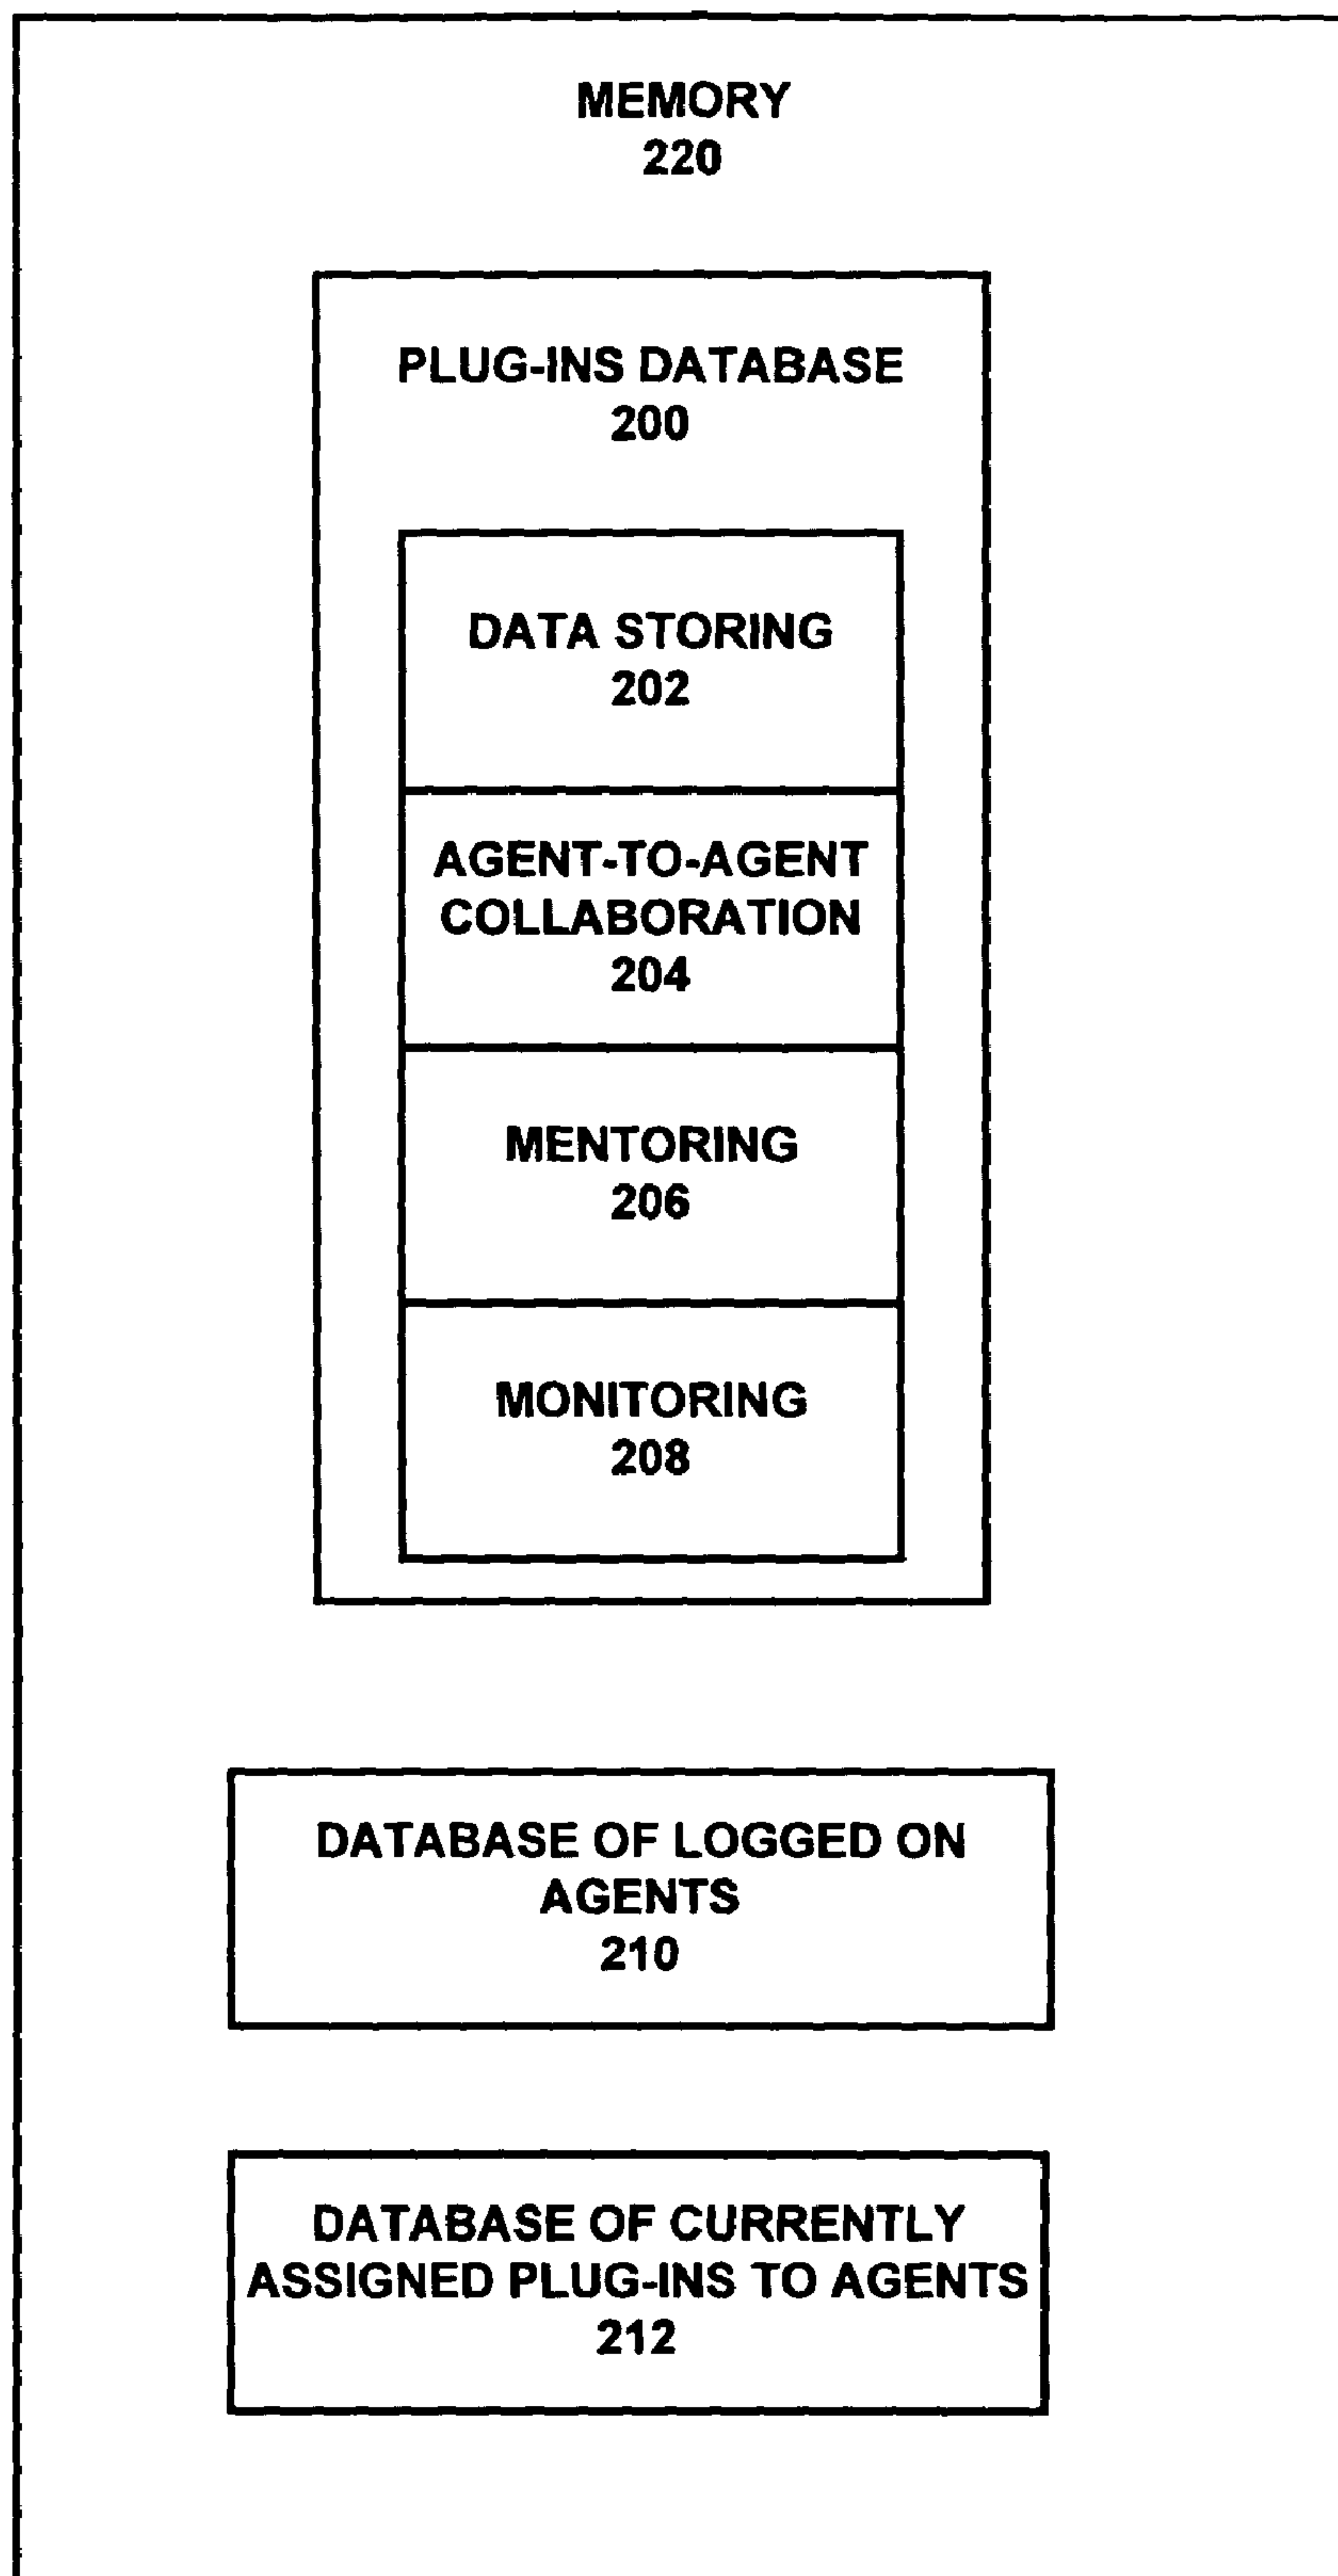 MEMORY
220
PLUG-INS DATABASE
200
DATA STORING
202
AGENT-TO-AGENT
COLLABORATION
204
MENTORING
206
MONITORING
208
DATABASE OF LOGGED ON
AGENTS
210
DATABASE OF CURRENTLY
ASSIGNED PLUG-INS TO AGENTS
212